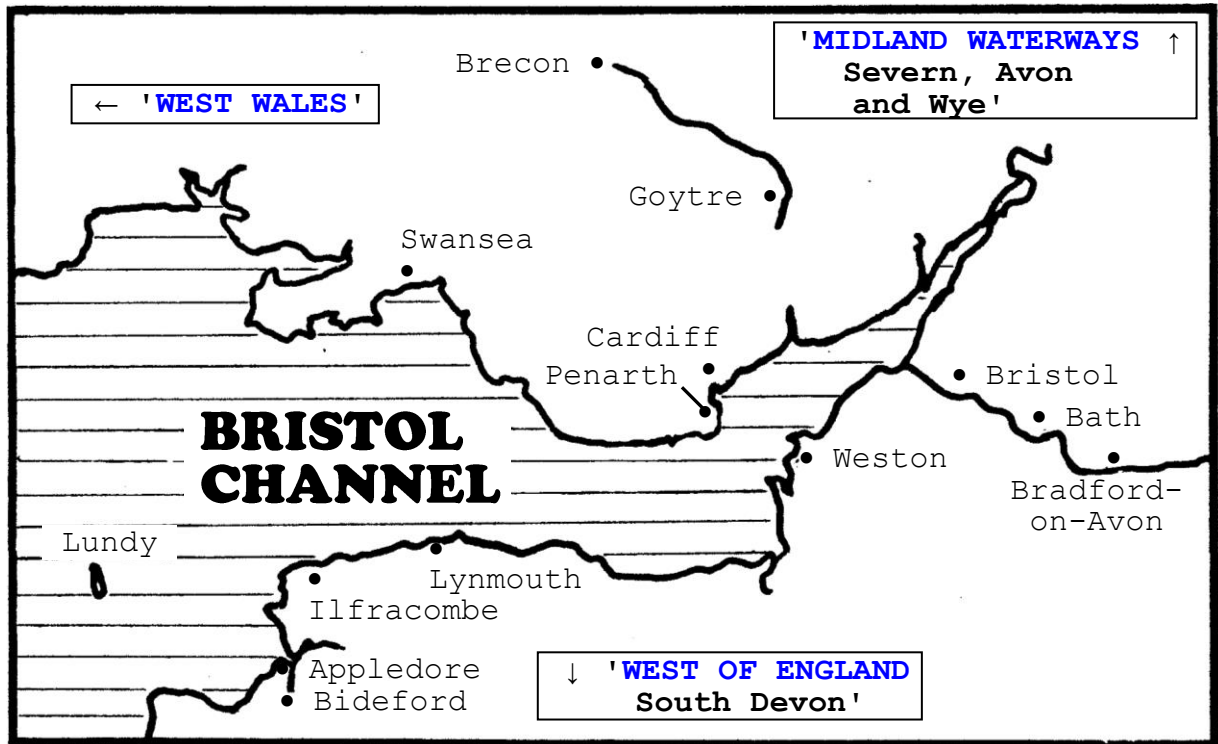 'MIDLAND WATERWAYS ↑
Severn, Avon
and Wye'
Brecon
← 'WEST WALES'
Goytre
Swansea
Cardiff
Penarth
Bristol
Bath
BRISTOL
CHANNEL
Weston
Bradford-
on-Avon
Lundy
Lynmouth
Ilfracombe
Appledore
Bideford
↓ 'WEST OF ENGLAND
South Devon'